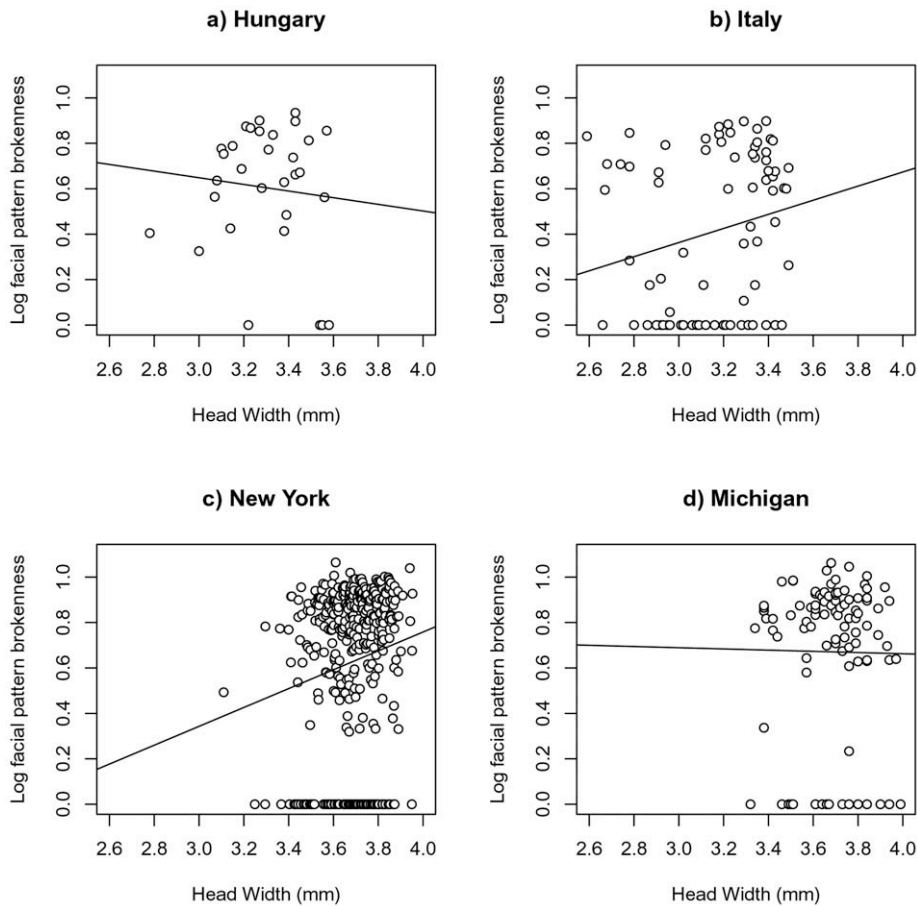 a) Hungary
Log facial pattern brokenness
1.0
0.8
0.6
0.4
0.2
0.0
2.6 2.8 3.0 3.2 3.4 3.6 3.8 4.0
Head Width (mm)
b) Italy
Log facial pattern brokenness
1.0
0.8
0.6
0.4
0.2
0.0
2.6 2.8 3.0 3.2 3.4 3.6 3.8 4.0
Head Width (mm)
c) New York
Log facial pattern brokenness
1.0
0.8
0.6
0.4
0.2
0.0
2.6 2.8 3.0 3.2 3.4 3.6 3.8 4.0
Head Width (mm)
d) Michigan
Log facial pattern brokenness
1.0
0.8
0.6
0.4
0.2
0.0
2.6 2.8 3.0 3.2 3.4 3.6 3.8 4.0
Head Width (mm)